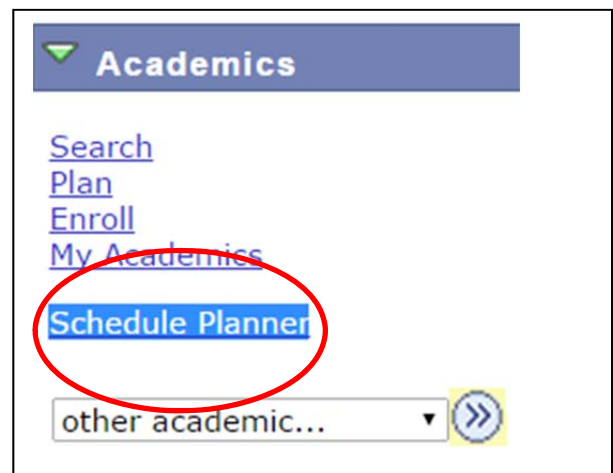 Academics
Search
Plan
Enroll
My Academics
Schedule Planner
other academic...